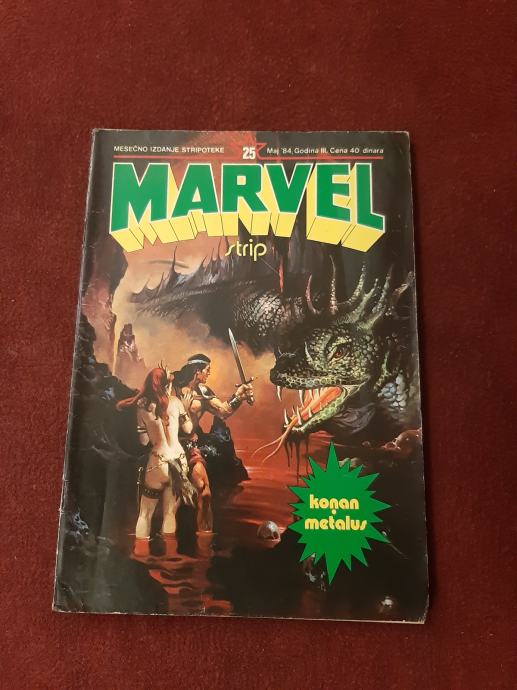 MESEČNO IZDANJE STRIPOTEKE 25 Maj '84, Godina III, Cena 40 dinara
MARVEL
strip
konan
metalus